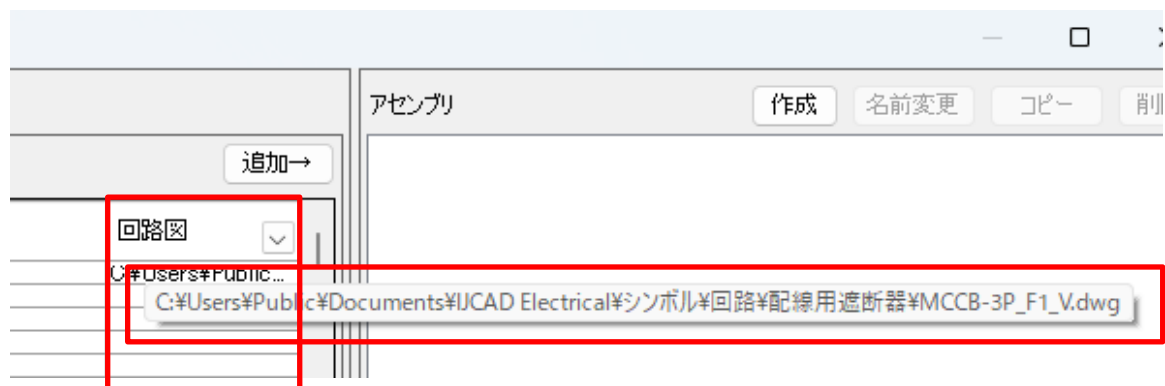 アセンブリ
作成
名前変更
コピー
追加→
回路図
C:¥Users¥Public...
C:¥Users¥Public¥Documents¥IJCAD Electrical¥シンボル¥回路¥配線用遮断器¥MCCB-3P_F1_V.dwg